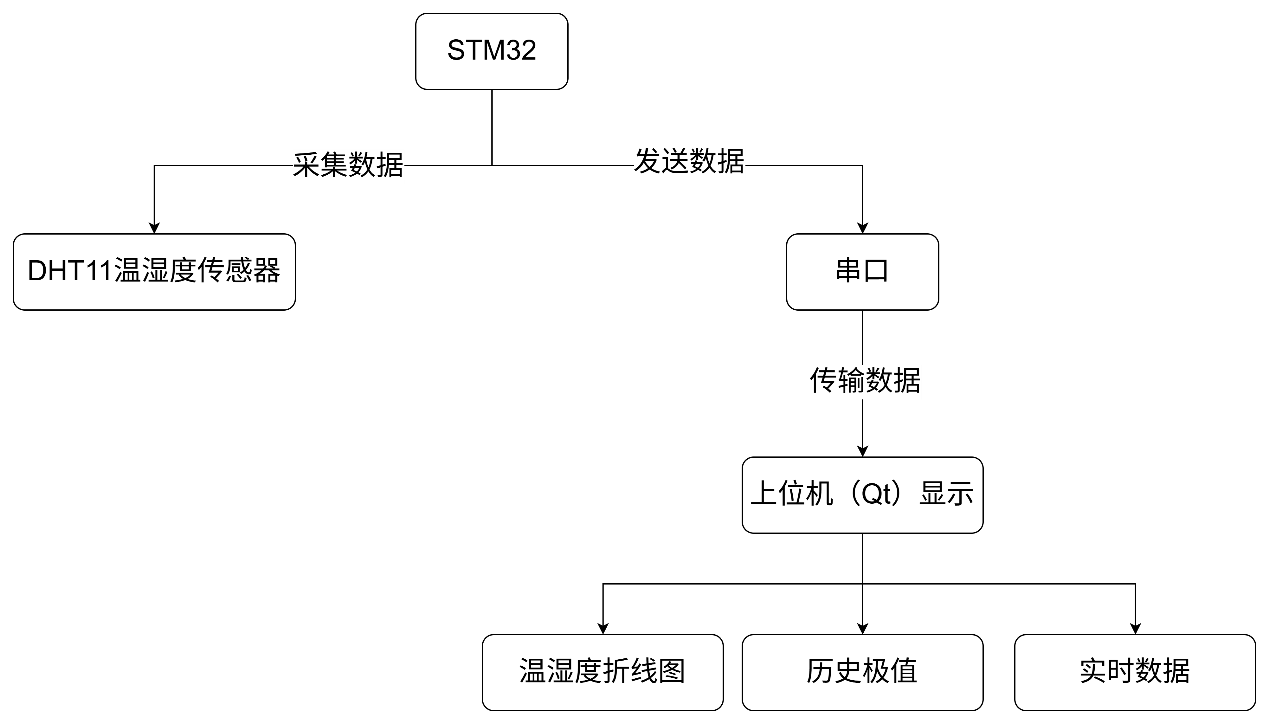 STM32
采集数据
发送数据
DHT11温湿度传感器
串口
传输数据
上位机（Qt）显示
温湿度折线图
历史极值
实时数据